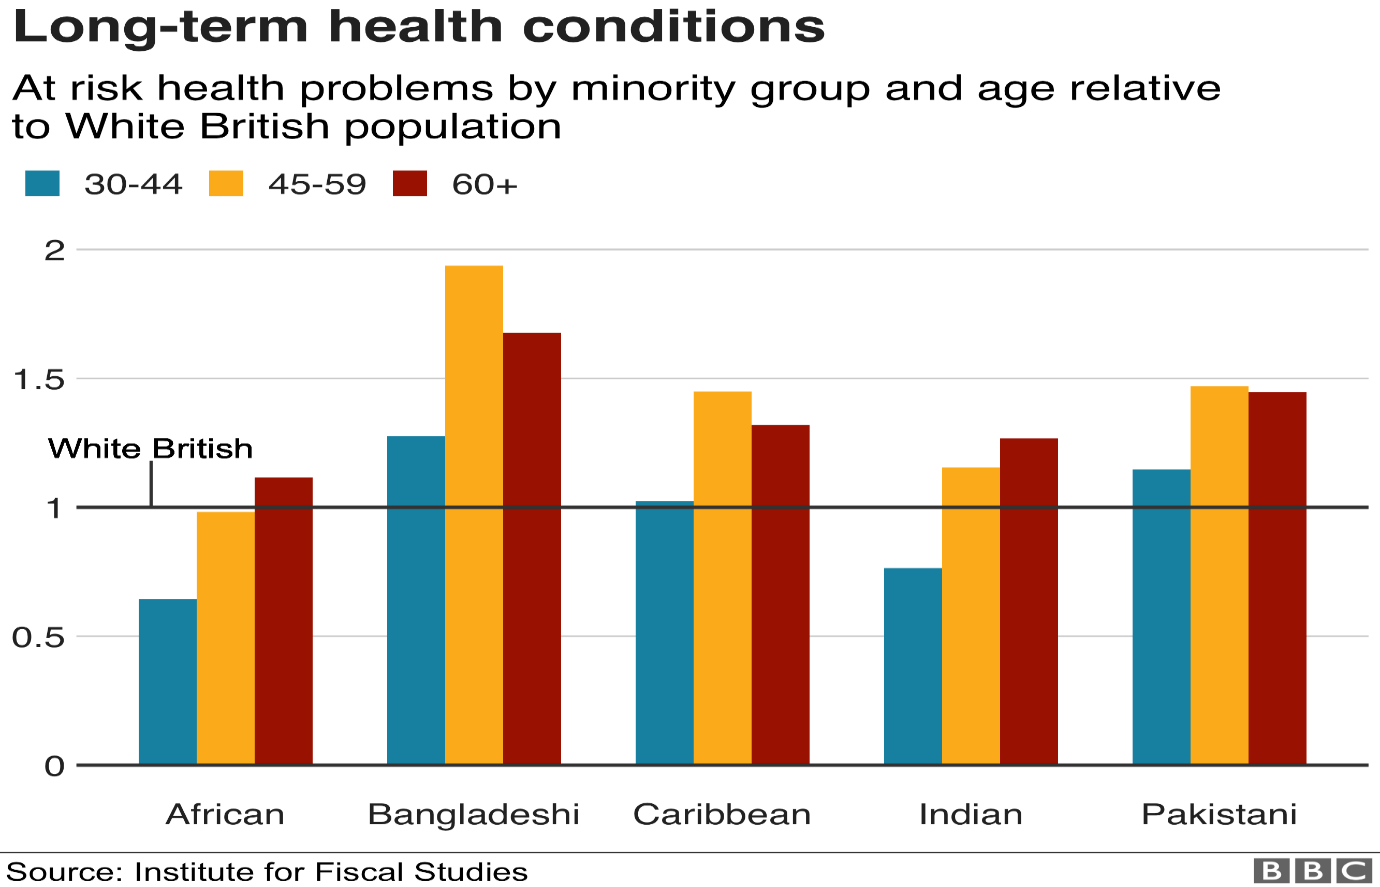 Long-term health conditions
At risk health problems by minority group and age relative
to White British population
30-44 45-59 60+
2
1.5
White British
1
0.5
0
African Bangladeshi Caribbean Indian Pakistani
Source: Institute for Fiscal Studies
BBC